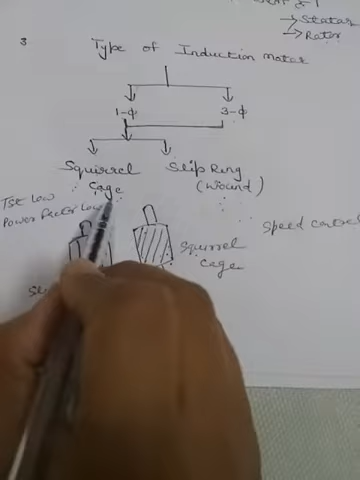 → Stator
→ Rotor
3
Type of Induction Motor
1-ф 3-ф
Squirrel Slip Ring
Cage (Wound)
Tst Low
Power Factor Low
Speed control
Squirrel
Cage